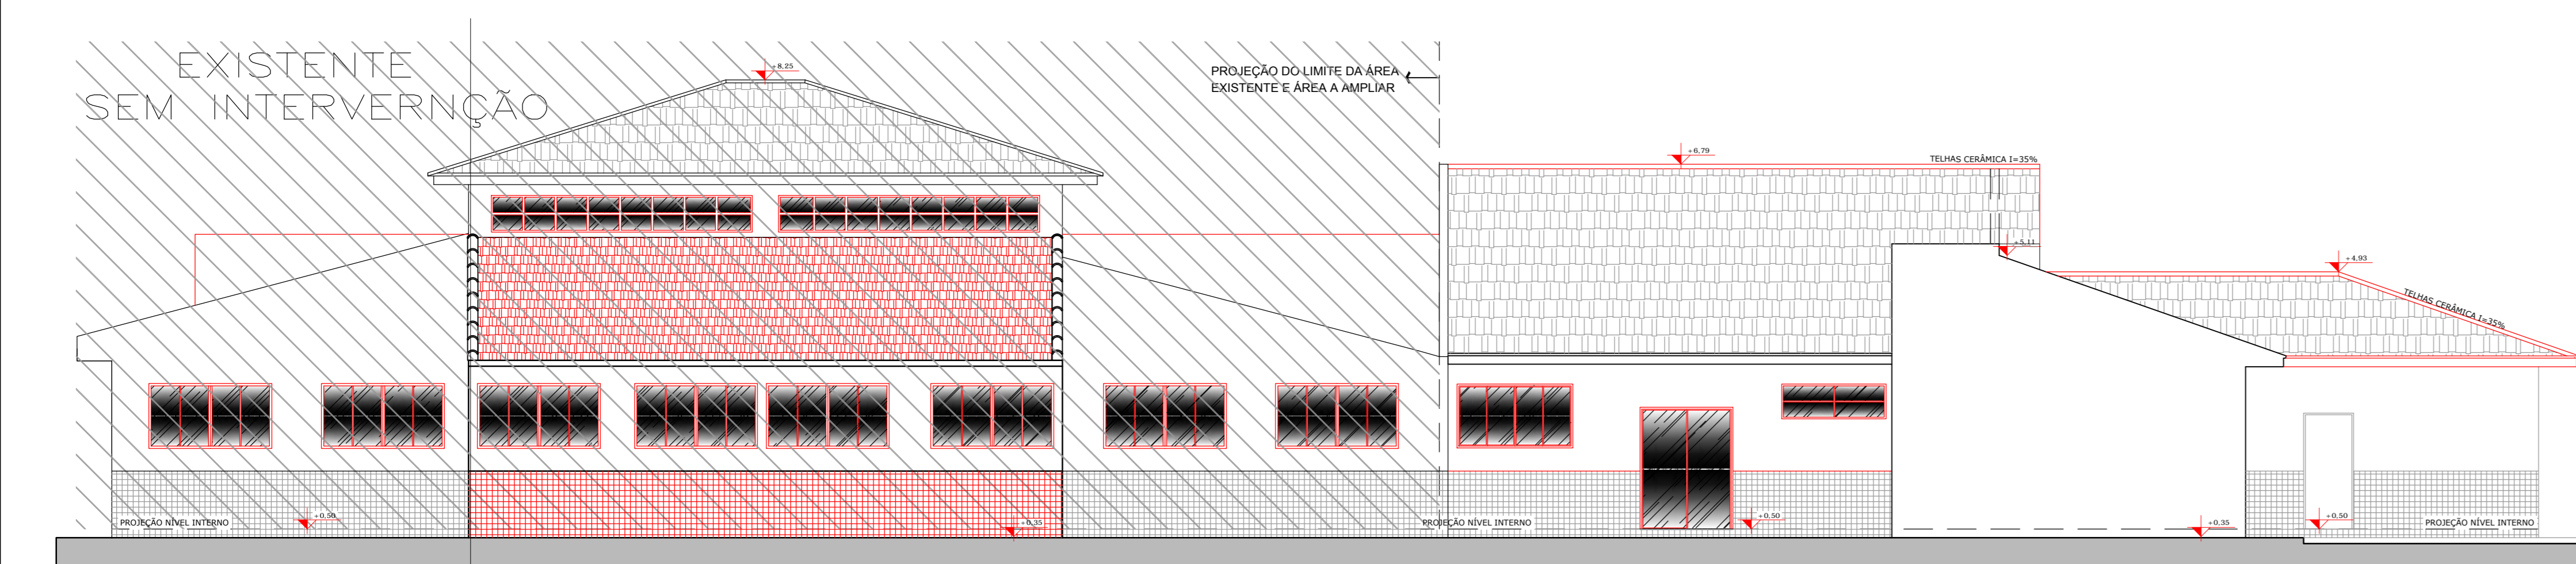 EXISTENTE
SEM INTERVERNÇÃO
+8.25
PROJEÇÃO DO LIMITE DA ÁREA
EXISTENTE E ÁREA A AMPLIAR
+6.79
TELHAS CERÂMICA I=35%
+5.11
+4.93
TELHAS CERÂMICA I=35%
PROJEÇÃO NÍVEL INTERNO
+0.50
+0.35
PROJEÇÃO NÍVEL INTERNO
+0.50
+0.35
+0.50
PROJEÇÃO NÍVEL INTERNO